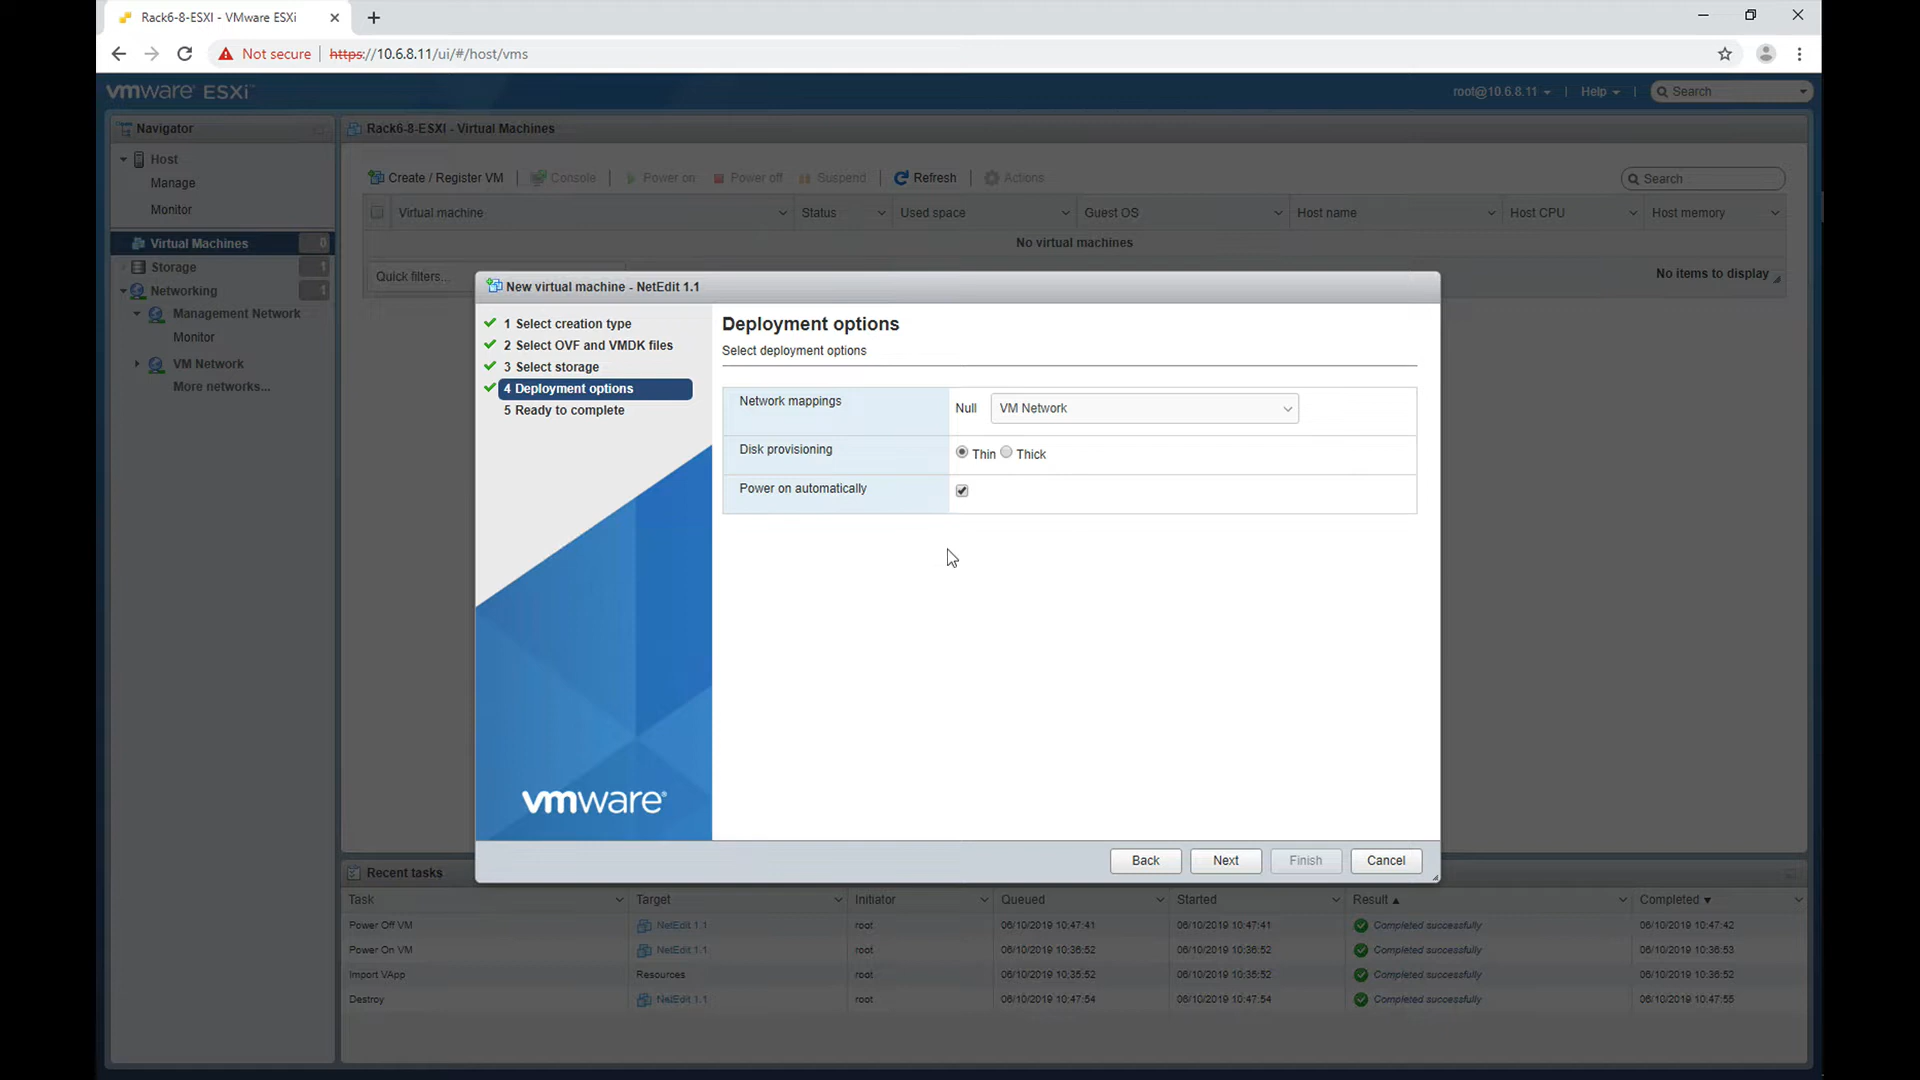 Rack6-8-ESXI - VMware ESXi
Not secure https://10.6.8.11/ui/#/host/vms
vmware ESXi
root@10.6.8.11 Help Search
Navigator
Host
Manage
Monitor
Virtual Machines 0
Storage 1
Networking 1
Management Network
Monitor
VM Network
More networks...
Rack6-8-ESXI - Virtual Machines
Create / Register VM Console Power on Power off Suspend Refresh Actions Search
Virtual machine Status Used space Guest OS Host name Host CPU Host memory
No virtual machines
Quick filters...
No items to display
New virtual machine - NetEdit 1.1
1 Select creation type
2 Select OVF and VMDK files
3 Select storage
4 Deployment options
5 Ready to complete
vmware
Deployment options
Select deployment options
Network mappings Null VM Network
Disk provisioning Thin Thick
Power on automatically
Back Next Finish Cancel
Recent tasks
Task Target Initiator Queued Started Result Completed
Power Off VM NetEdit 1.1 root 06/10/2019 10:47:41 06/10/2019 10:47:41 Completed successfully 06/10/2019 10:47:42
Power On VM NetEdit 1.1 root 06/10/2019 10:36:52 06/10/2019 10:36:52 Completed successfully 06/10/2019 10:36:53
Import VApp Resources root 06/10/2019 10:35:52 06/10/2019 10:35:52 Completed successfully 06/10/2019 10:36:52
Destroy NetEdit 1.1 root 06/10/2019 10:47:54 06/10/2019 10:47:54 Completed successfully 06/10/2019 10:47:55